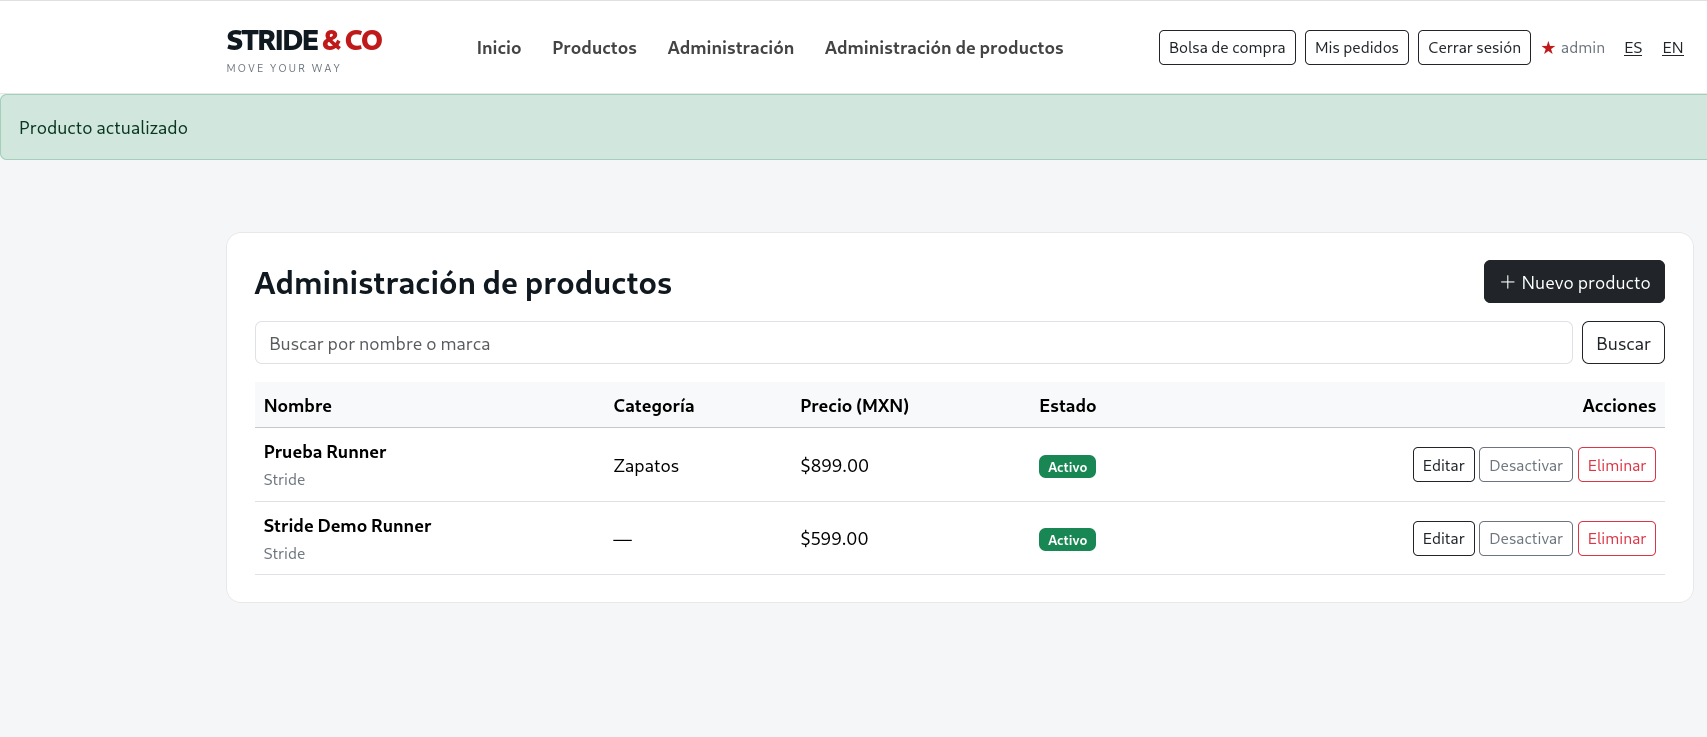 STRIDE & CO
MOVE YOUR WAY
Inicio Productos Administración Administración de productos
Bolsa de compra Mis pedidos Cerrar sesión ★ admin ES EN
Producto actualizado
Administración de productos
+ Nuevo producto
Buscar por nombre o marca Buscar
Nombre Categoría Precio (MXN) Estado Acciones
Prueba Runner
Stride
Zapatos $899.00 Activo Editar Desactivar Eliminar
Stride Demo Runner
Stride
— $599.00 Activo Editar Desactivar Eliminar